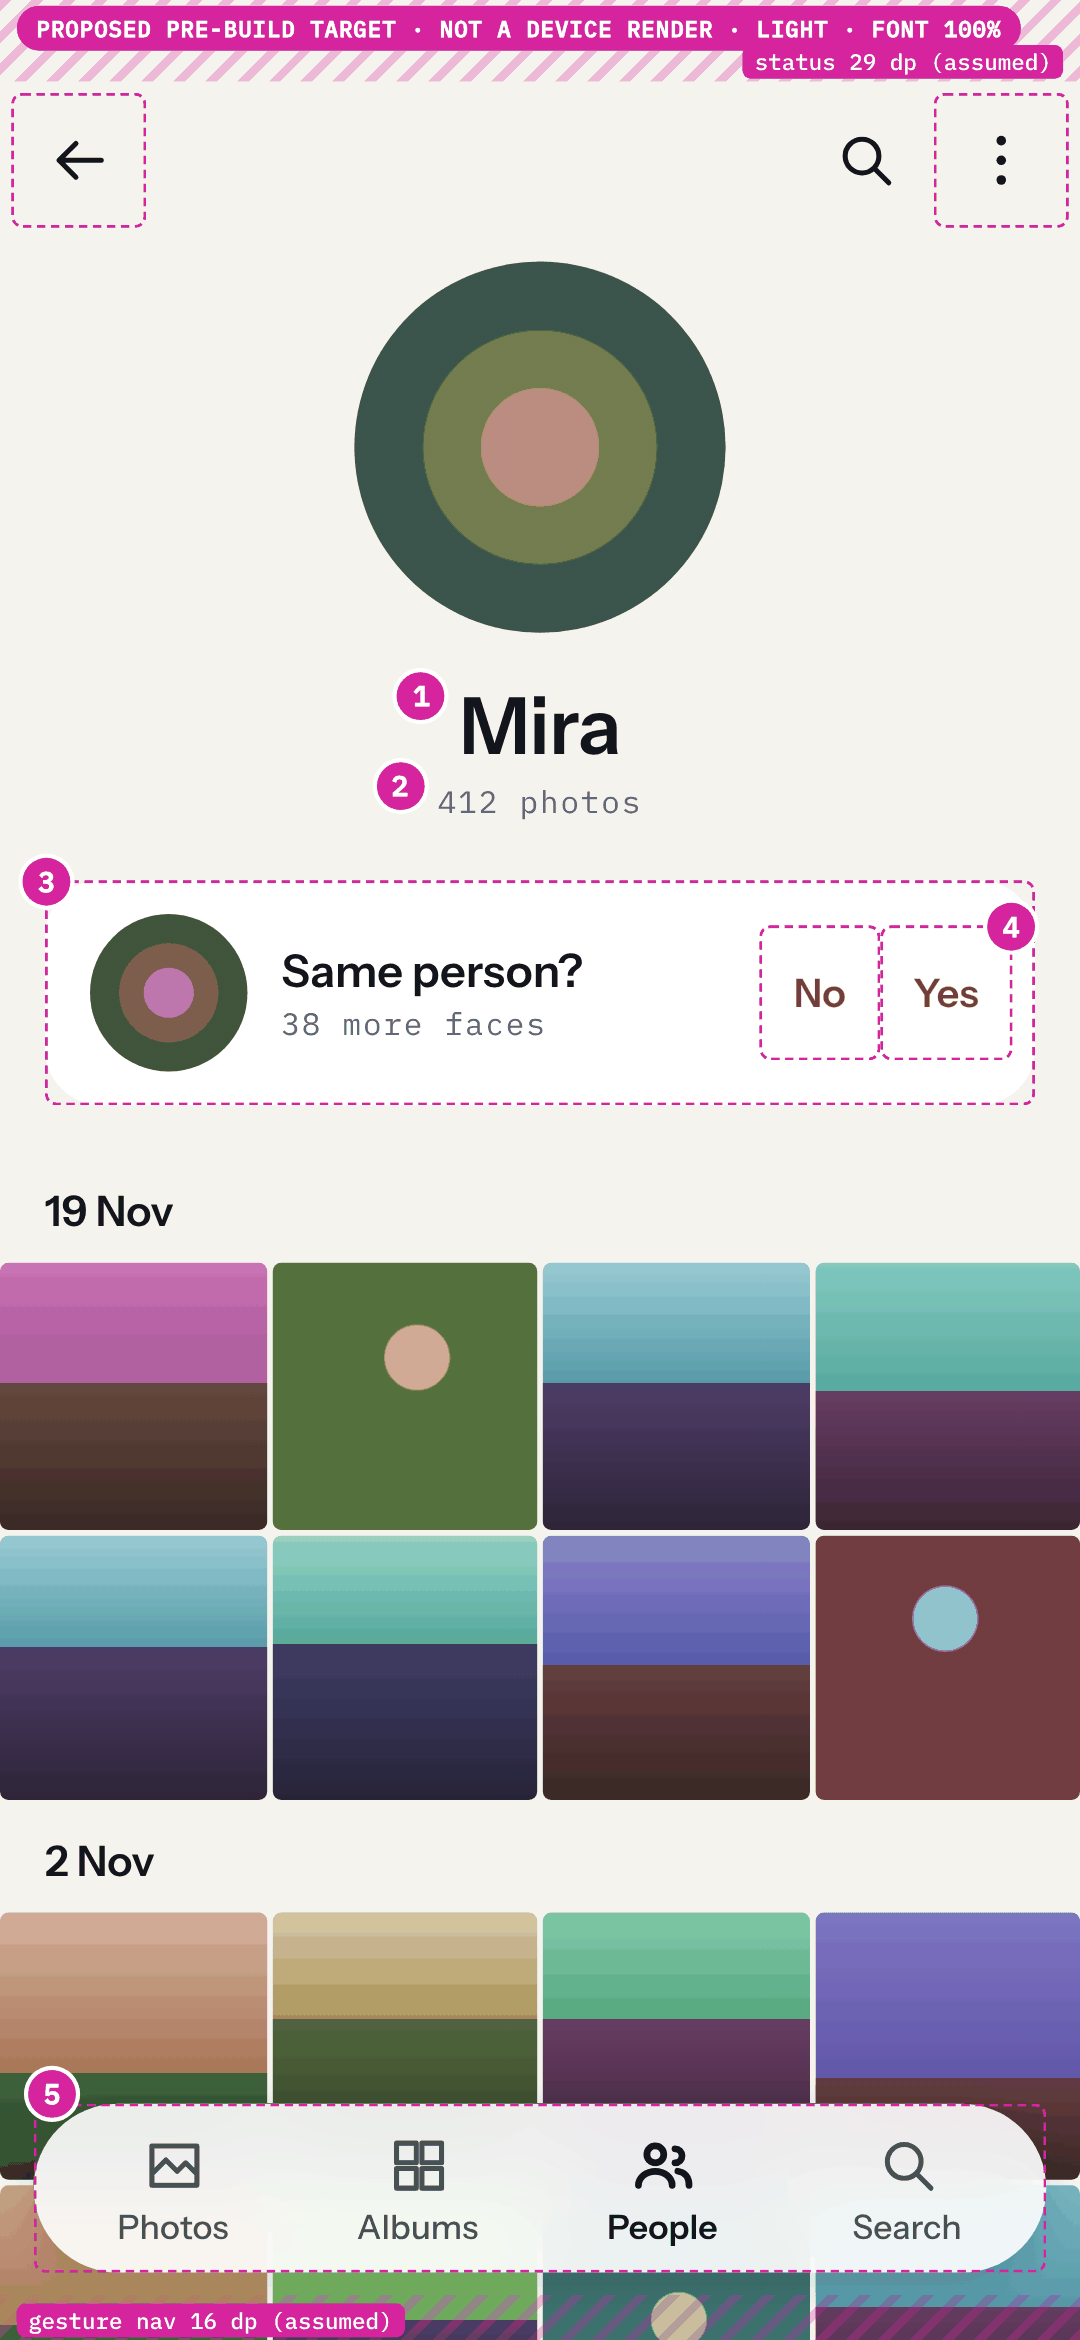 PROPOSED PRE-BUILD TARGET · NOT A DEVICE RENDER · LIGHT · FONT 100%
status 29 dp (assumed)
1
Mira
2
412 photos
3
4
Same person?
38 more faces
No
Yes
19 Nov
2 Nov
5
Photos
Albums
People
Search
gesture nav 16 dp (assumed)